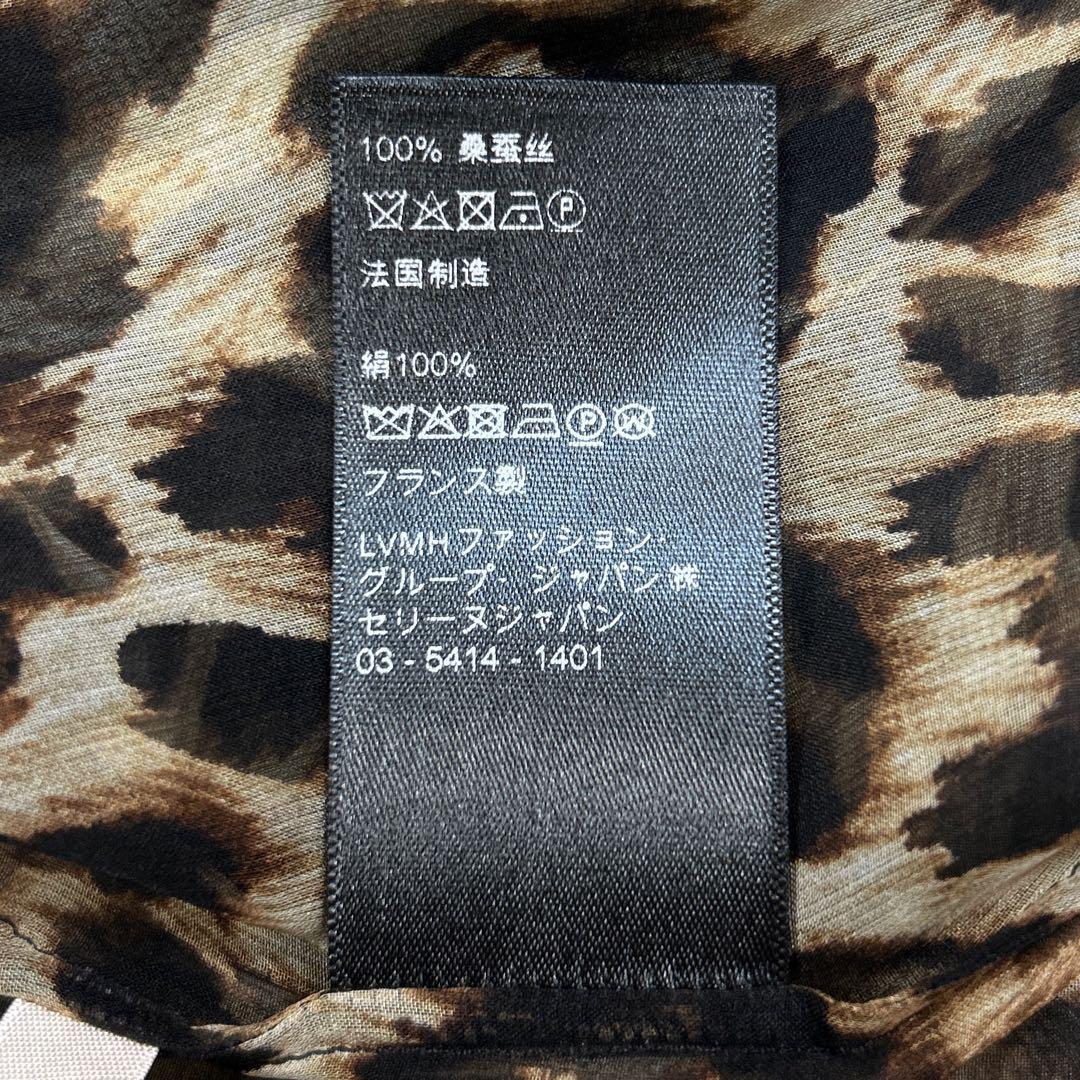 100% 桑蚕丝
P
法国制造
絹100%
P W
フランス製
LVMHファッション・
グループ・ジャパン㈱
セリーヌジャパン
03 - 5414 - 1401